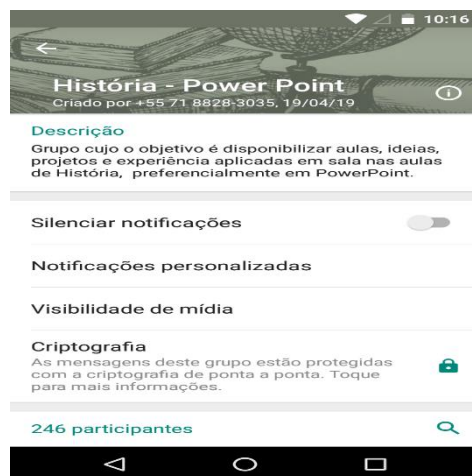 10:16
História - Power Point
Criado por +55 71 8828-3035, 19/04/19
Descrição
Grupo cujo o objetivo é disponibilizar aulas, ideias,
projetos e experiência aplicadas em sala nas aulas
de História, preferencialmente em PowerPoint.
Silenciar notificações
Notificações personalizadas
Visibilidade de mídia
Criptografia
As mensagens deste grupo estão protegidas
com a criptografia de ponta a ponta. Toque
para mais informações.
246 participantes